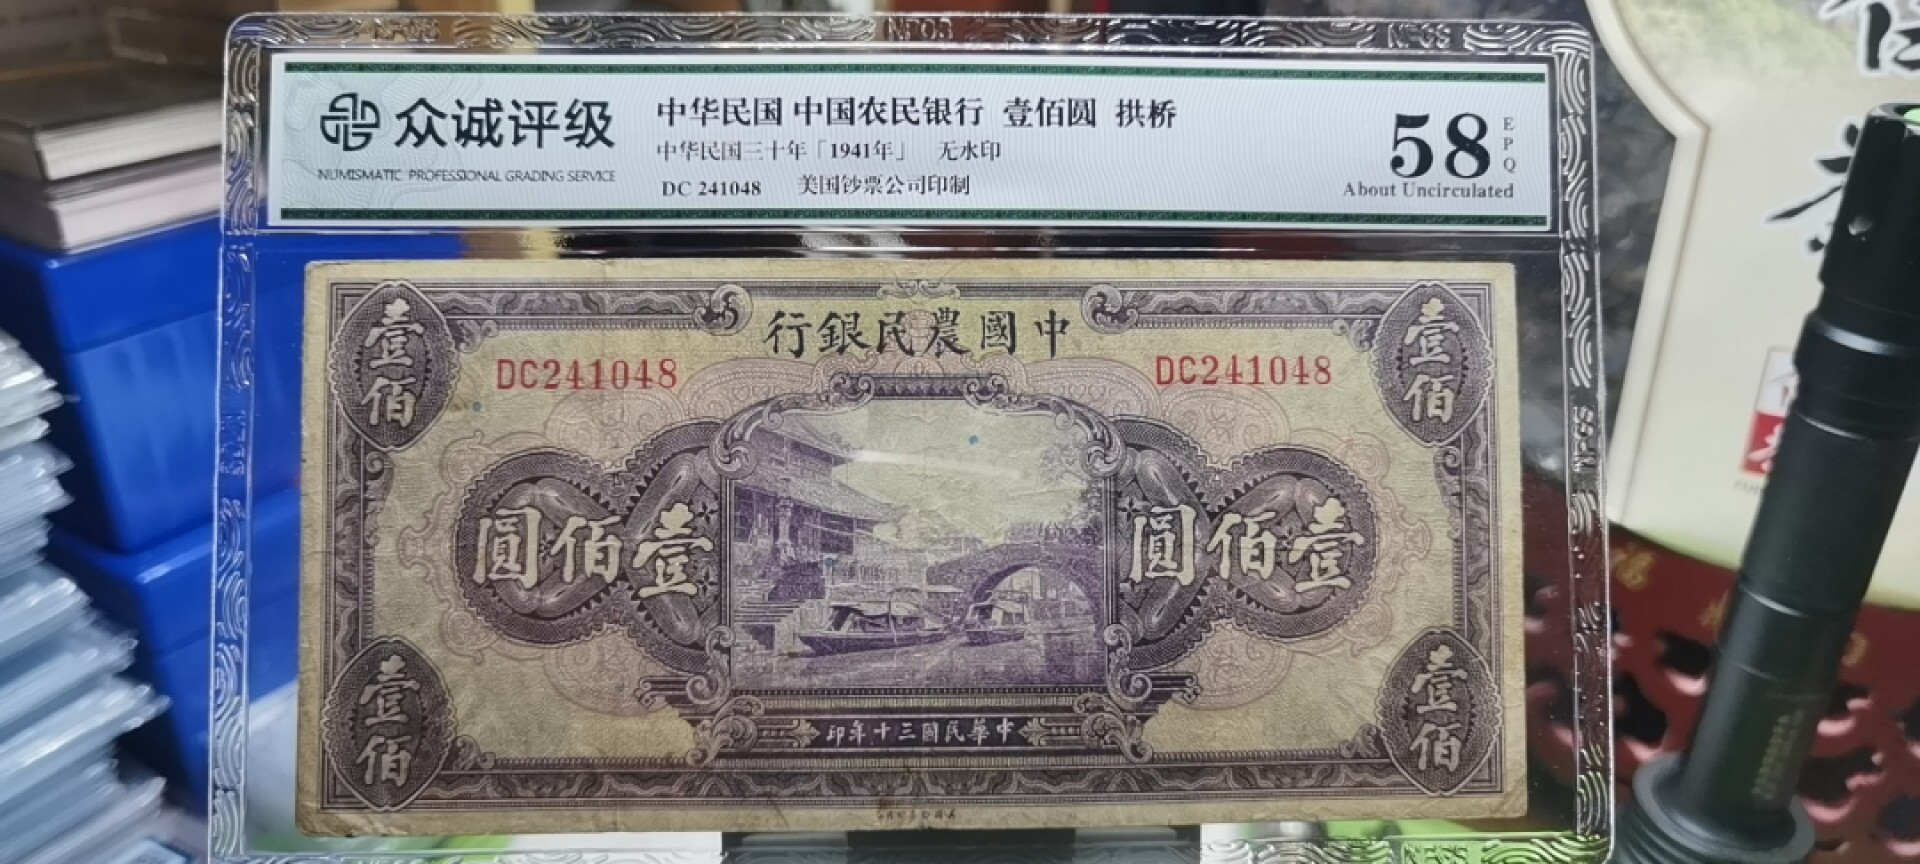 众诚评级
NUMISMATIC PROFESSIONAL GRADING SERVICE
中华民国 中国农民银行 壹佰圆 拱桥
中华民国三十年「1941年」 无水印
DC 241048 美国钞票公司印制
58
EPQ
About Uncirculated
行銀民農國中
DC241048
DC241048
壹佰
壹佰
圓佰壹
圓佰壹
壹佰
壹佰
印年十三國民華中
NPGS